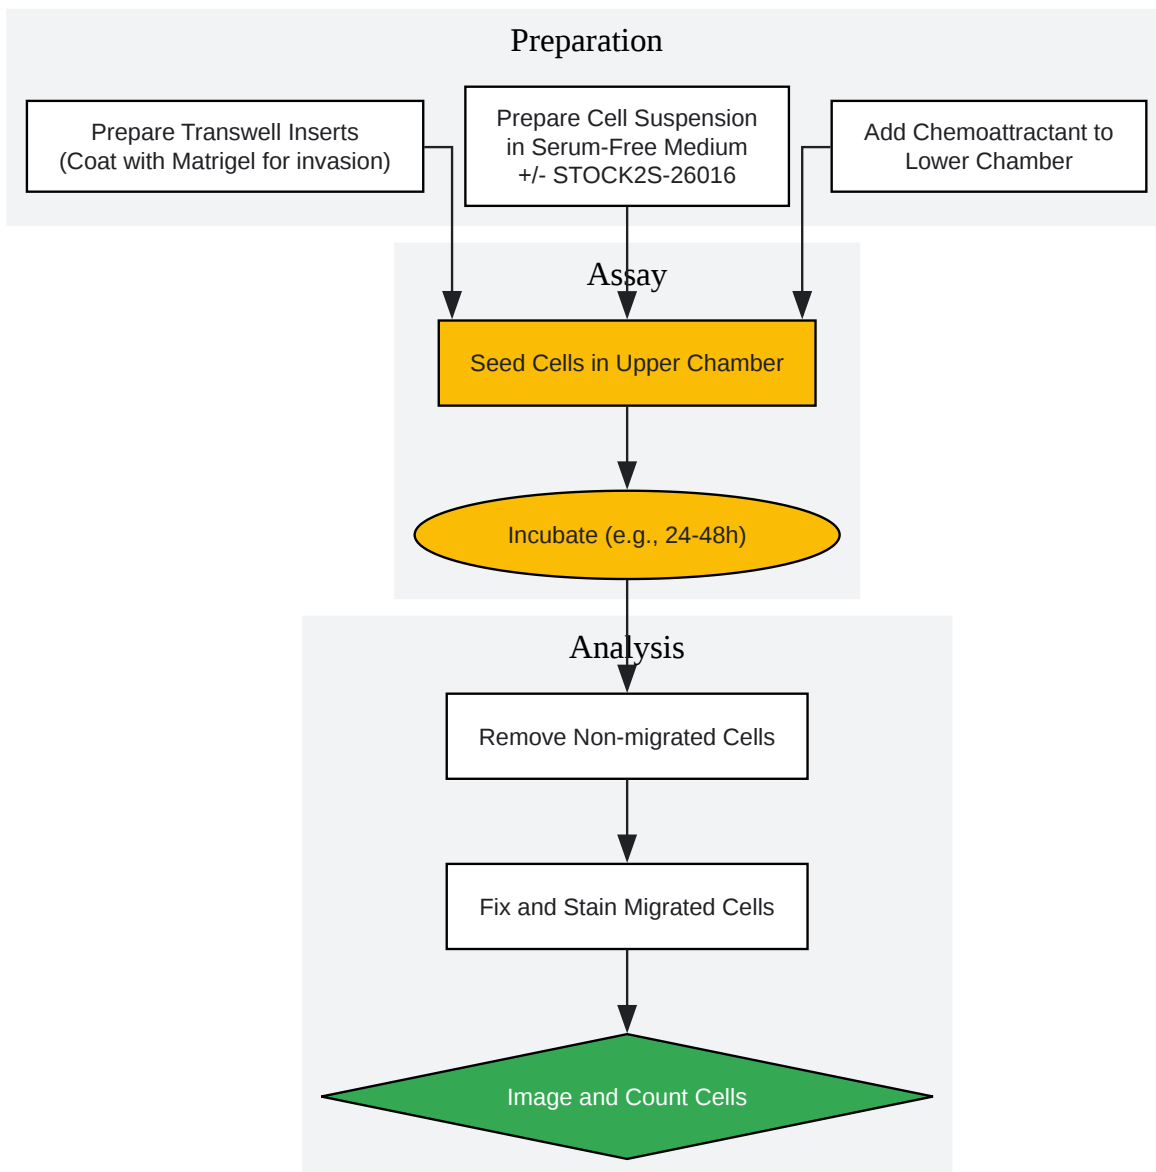 Preparation
Prepare Transwell Inserts
(Coat with Matrigel for invasion)
Prepare Cell Suspension
in Serum-Free Medium
+/- STOCK2S-26016
Add Chemoattractant to
Lower Chamber
Assay
Seed Cells in Upper Chamber
Incubate (e.g., 24-48h)
Analysis
Remove Non-migrated Cells
Fix and Stain Migrated Cells
Image and Count Cells